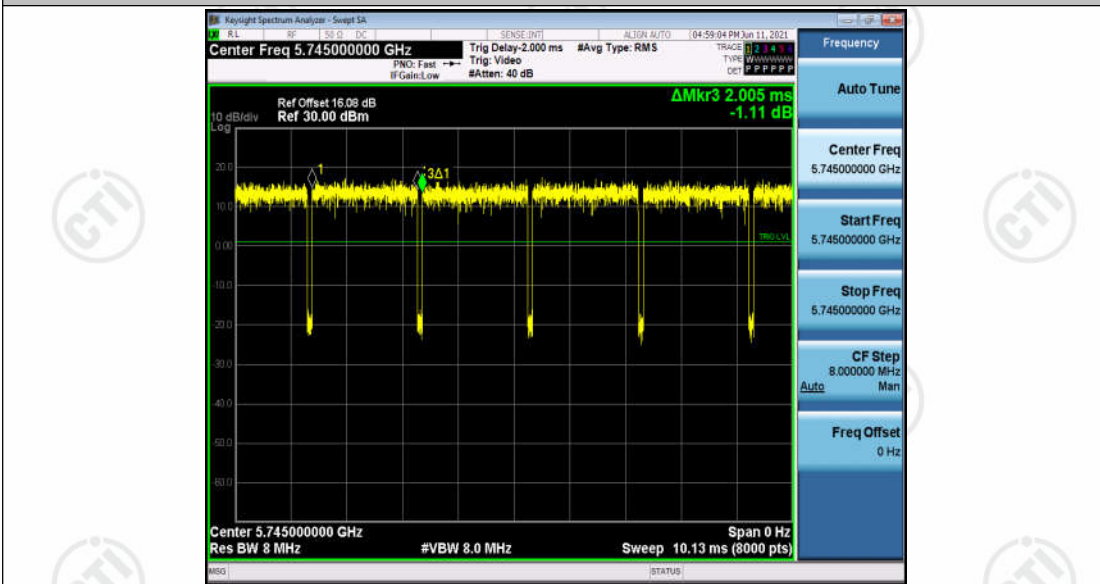 Keysight Spectrum Analyzer - Swept SA
RL RF 50 Ω DC SENSE:INT ALIGN AUTO 04:59:04 PM Jun 11, 2021
Center Freq 5.745000000 GHz
PNO: Fast
IFGain:Low
Trig Delay-2.000 ms
Trig: Video
#Atten: 40 dB
#Avg Type: RMS
TRACE 1 2 3 4 5 6
TYPE WWWWWW
DET P P P P P P
Frequency
Auto Tune
Center Freq
5.745000000 GHz
Start Freq
5.745000000 GHz
Stop Freq
5.745000000 GHz
CF Step
8.000000 MHz
Auto Man
Freq Offset
0 Hz
ΔMkr3 2.005 ms
-1.11 dB
Ref Offset 16.08 dB
10 dB/div Ref 30.00 dBm
Log
20.0
10.0
0.00
-10.0
-20.0
-30.0
-40.0
-50.0
-60.0
1
3Δ1
TRIG LVL
Center 5.745000000 GHz Span 0 Hz
Res BW 8 MHz #VBW 8.0 MHz Sweep 10.13 ms (8000 pts)
MSG STATUS
CTI
CTI